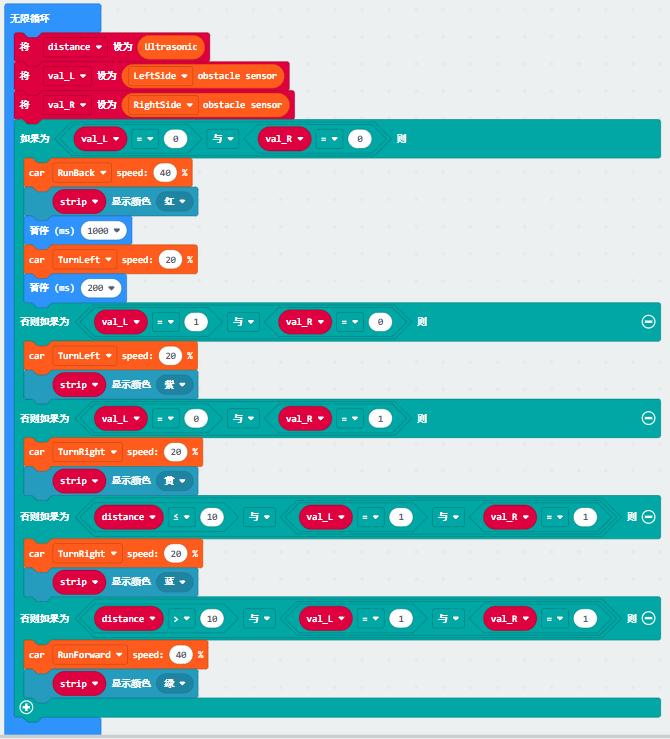 无限循环
将 distance 设为 Ultrasonic
将 val_L 设为 LeftSide obstacle sensor
将 val_R 设为 RightSide obstacle sensor
如果为 val_L = 0 与 val_R = 0 则
car RunBack speed: 40 %
strip 显示颜色 红
暂停 (ms) 1000
car TurnLeft speed: 20 %
暂停 (ms) 200
否则如果为 val_L = 1 与 val_R = 0 则
car TurnLeft speed: 20 %
strip 显示颜色 紫
否则如果为 val_L = 0 与 val_R = 1 则
car TurnRight speed: 20 %
strip 显示颜色 黄
否则如果为 distance ≤ 10 与 val_L = 1 与 val_R = 1 则
car TurnRight speed: 20 %
strip 显示颜色 蓝
否则如果为 distance > 10 与 val_L = 1 与 val_R = 1 则
car RunForward speed: 40 %
strip 显示颜色 绿